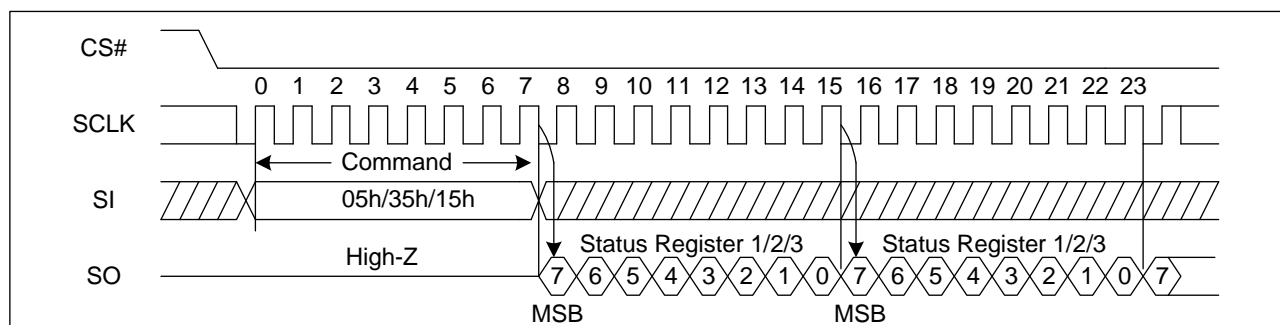 CS#
0 1 2 3 4 5 6 7 8 9 10 11 12 13 14 15 16 17 18 19 20 21 22 23
SCLK
Command
SI
05h/35h/15h
High-Z
Status Register 1/2/3 Status Register 1/2/3
SO
7 6 5 4 3 2 1 0 7 6 5 4 3 2 1 0 7
MSB MSB